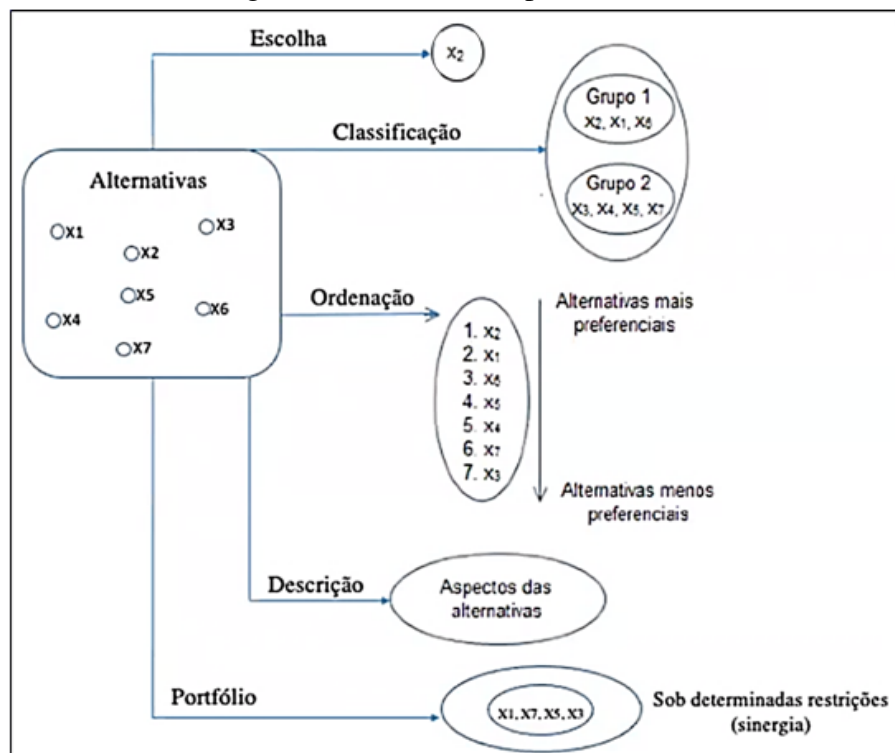 Escolha
X2
Classificação
Grupo 1
X2, X1, X6
Grupo 2
X3, X4, X5, X7
Alternativas
X1
X3
X2
X5
X6
X4
X7
Ordenação
1. X2
2. X1
3. X6
4. X5
5. X4
6. X7
7. X3
Alternativas mais
preferenciais
Alternativas menos
preferenciais
Descrição
Aspectos das
alternativas
Portfólio
X1, X7, X5, X3
Sob determinadas restrições
(sinergia)